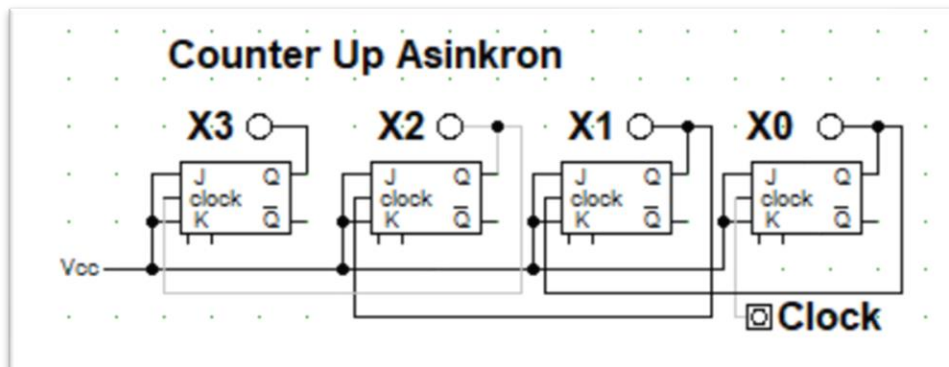 Counter Up Asinkron
X3 X2 X1 X0
J Q J Q J Q J Q
clock clock clock clock
K Q̅ K Q̅ K Q̅ K Q̅
Vcc
Clock